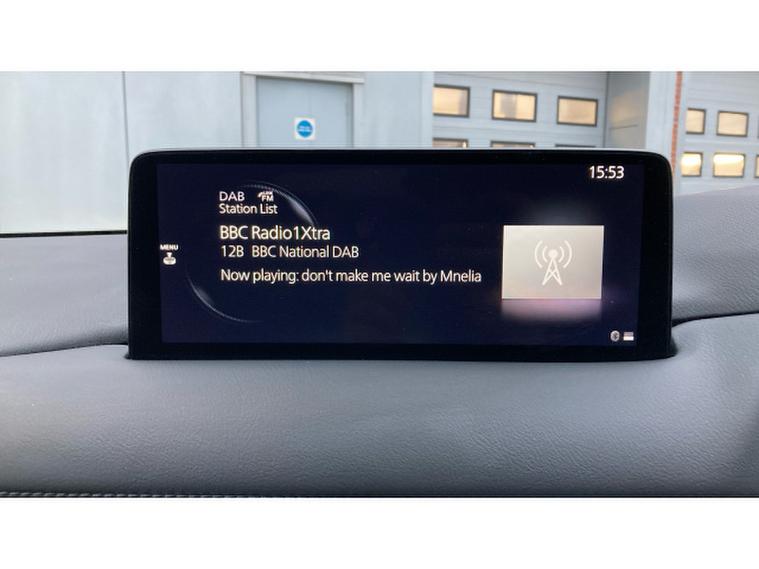 15:53
DAB FM
Station List
BBC Radio1Xtra
12B BBC National DAB
MENU
Now playing: don't make me wait by Mnelia